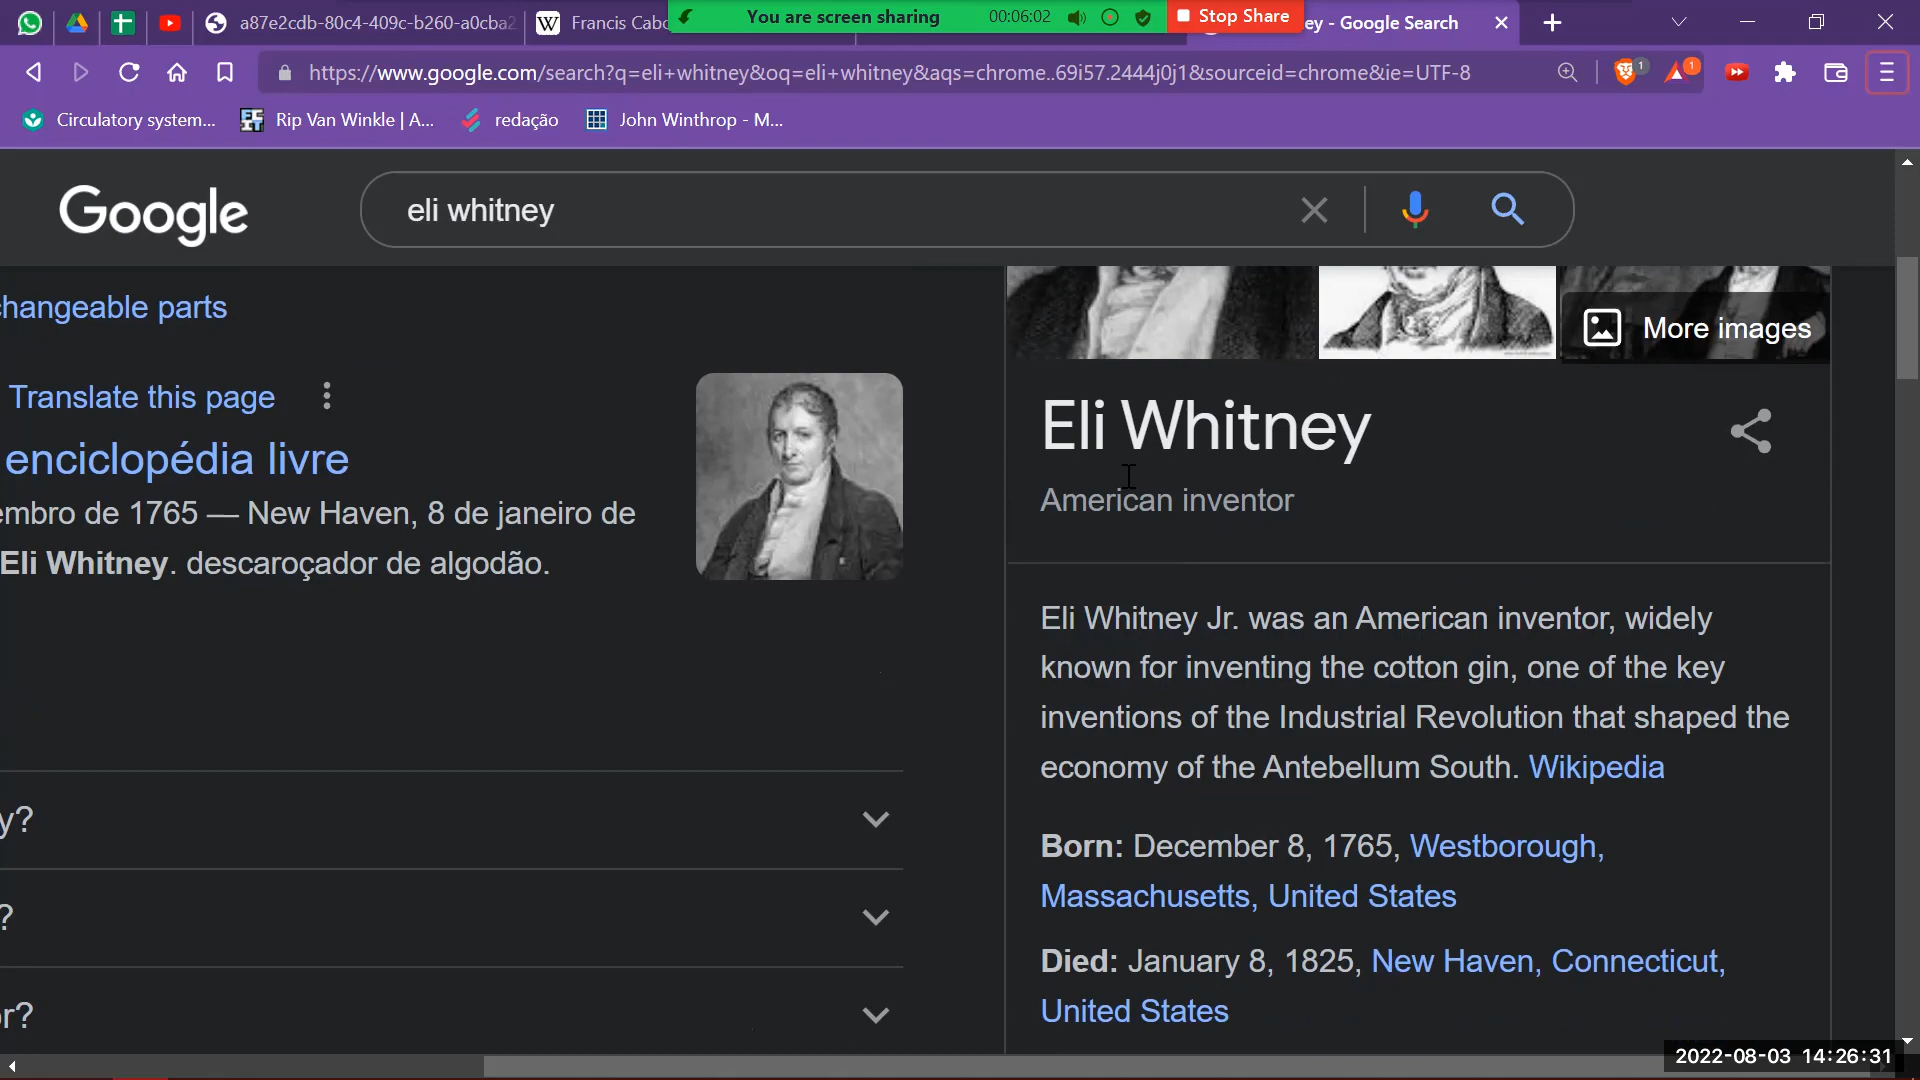 a87e2cdb-80c4-409c-b260-a0cba2
Francis Cabo
You are screen sharing
00:06:02
Stop Share
ey - Google Search
https://www.google.com/search?q=eli+whitney&oq=eli+whitney&aqs=chrome..69i57.2444j0j1&sourceid=chrome&ie=UTF-8
1
1
Circulatory system...
Rip Van Winkle | A...
redação
John Winthrop - M...
Google
eli whitney
changeable parts
Translate this page
enciclopédia livre
embro de 1765 — New Haven, 8 de janeiro de
Eli Whitney. descaroçador de algodão.
y?
?
or?
More images
Eli Whitney
American inventor
Eli Whitney Jr. was an American inventor, widely
known for inventing the cotton gin, one of the key
inventions of the Industrial Revolution that shaped the
economy of the Antebellum South. Wikipedia
Born: December 8, 1765, Westborough,
Massachusetts, United States
Died: January 8, 1825, New Haven, Connecticut,
United States
2022-08-03 14:26:31